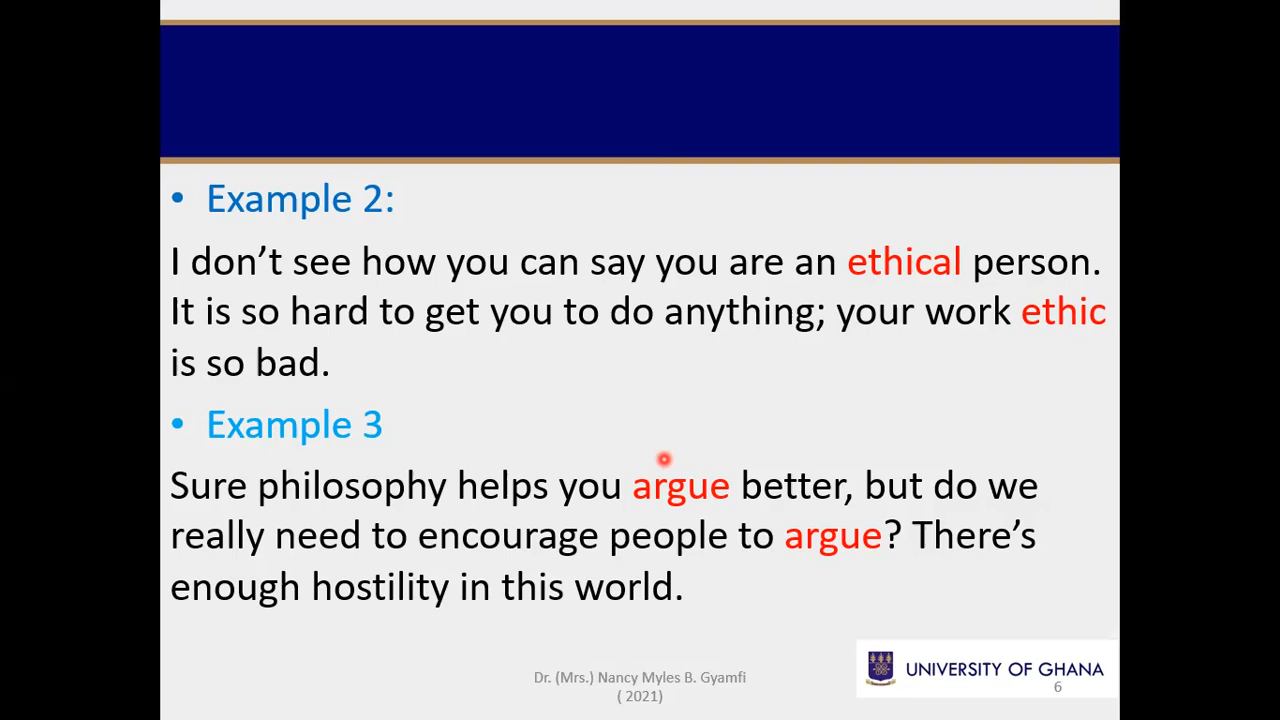 • Example 2:
I don’t see how you can say you are an ethical person.
It is so hard to get you to do anything; your work ethic
is so bad.
• Example 3
Sure philosophy helps you argue better, but do we
really need to encourage people to argue? There’s
enough hostility in this world.
Dr. (Mrs.) Nancy Myles B. Gyamfi
( 2021)
UNIVERSITY OF GHANA
6